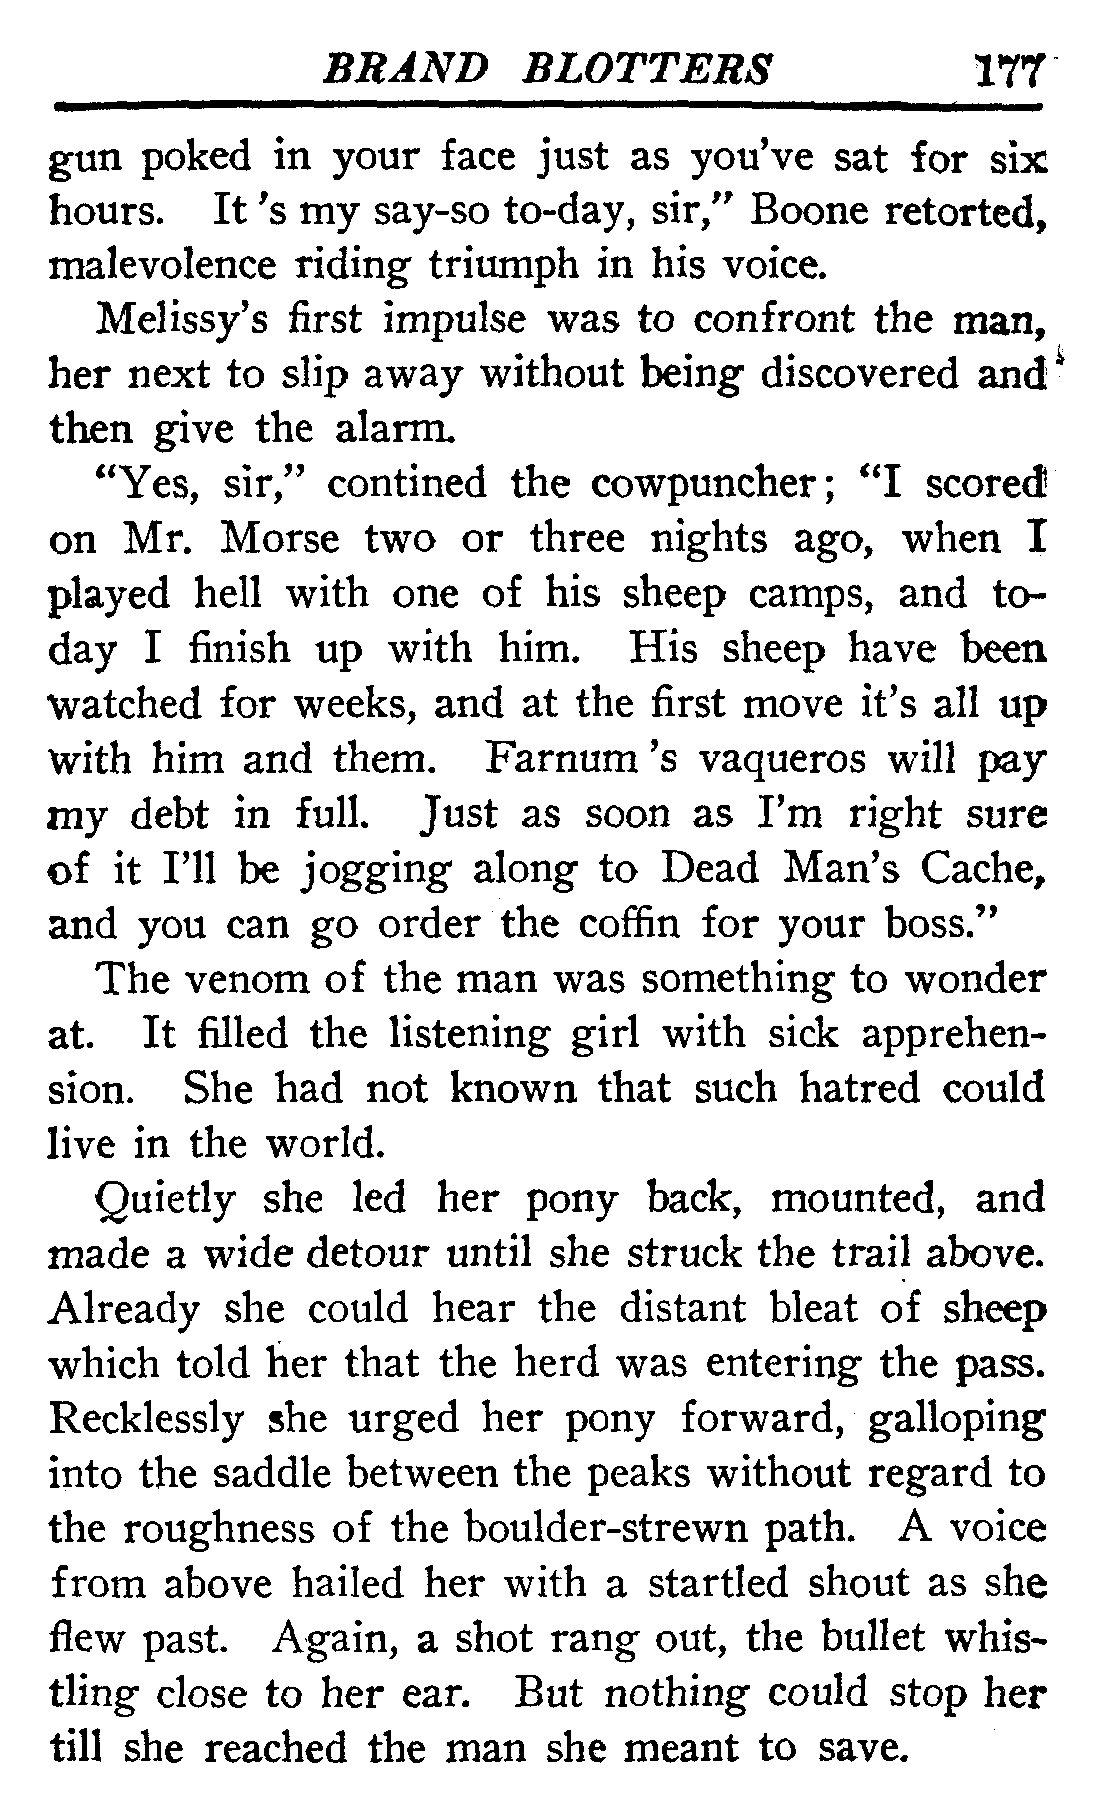 BRAND BLOTTERS 177
gun poked in your face just as you've sat for six
hours. It 's my say-so to-day, sir," Boone retorted,
malevolence riding triumph in his voice.
Melissy's first impulse was to confront the man,
her next to slip away without being discovered and
then give the alarm.
"Yes, sir," contined the cowpuncher; "I scored
on Mr. Morse two or three nights ago, when I
played hell with one of his sheep camps, and to-
day I finish up with him. His sheep have been
watched for weeks, and at the first move it's all up
with him and them. Farnum 's vaqueros will pay
my debt in full. Just as soon as I'm right sure
of it I'll be jogging along to Dead Man's Cache,
and you can go order the coffin for your boss."
The venom of the man was something to wonder
at. It filled the listening girl with sick apprehen-
sion. She had not known that such hatred could
live in the world.
Quietly she led her pony back, mounted, and
made a wide detour until she struck the trail above.
Already she could hear the distant bleat of sheep
which told her that the herd was entering the pass.
Recklessly she urged her pony forward, galloping
into the saddle between the peaks without regard to
the roughness of the boulder-strewn path. A voice
from above hailed her with a startled shout as she
flew past. Again, a shot rang out, the bullet whis-
tling close to her ear. But nothing could stop her
till she reached the man she meant to save.